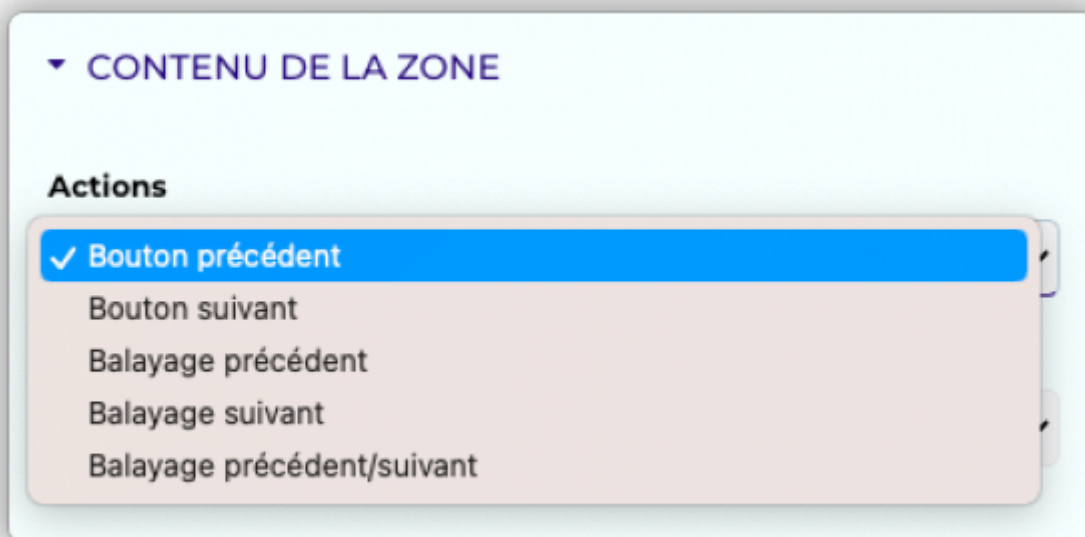 CONTENU DE LA ZONE
Actions
Bouton précédent
Bouton suivant
Balayage précédent
Balayage suivant
Balayage précédent/suivant